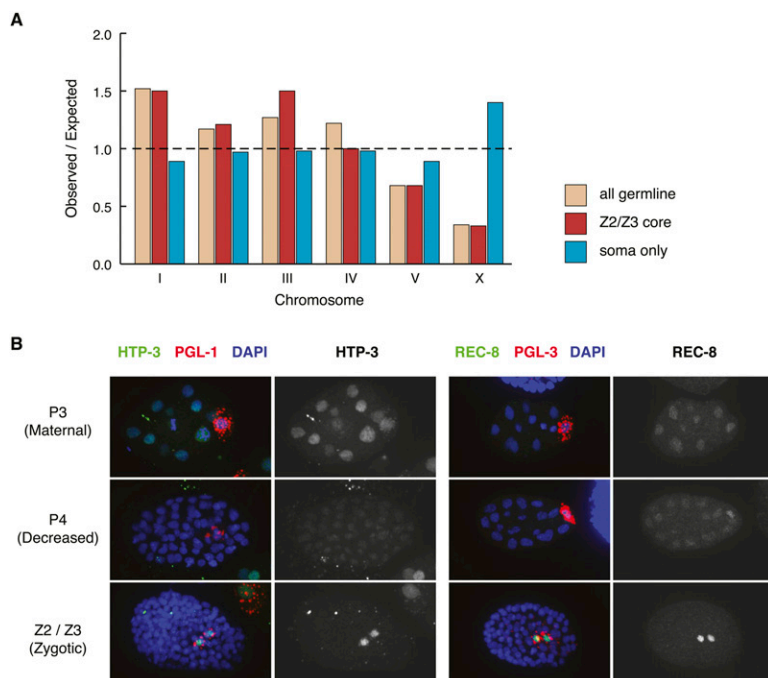 A
2.0
1.5
1.0
0.5
0.0
Observed / Expected
I II III IV V X
Chromosome
all germline
Z2/Z3 core
soma only
B
HTP-3 PGL-1 DAPI HTP-3 REC-8 PGL-3 DAPI REC-8
P3
(Maternal)
P4
(Decreased)
Z2 / Z3
(Zygotic)